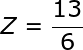 Z = 13/6